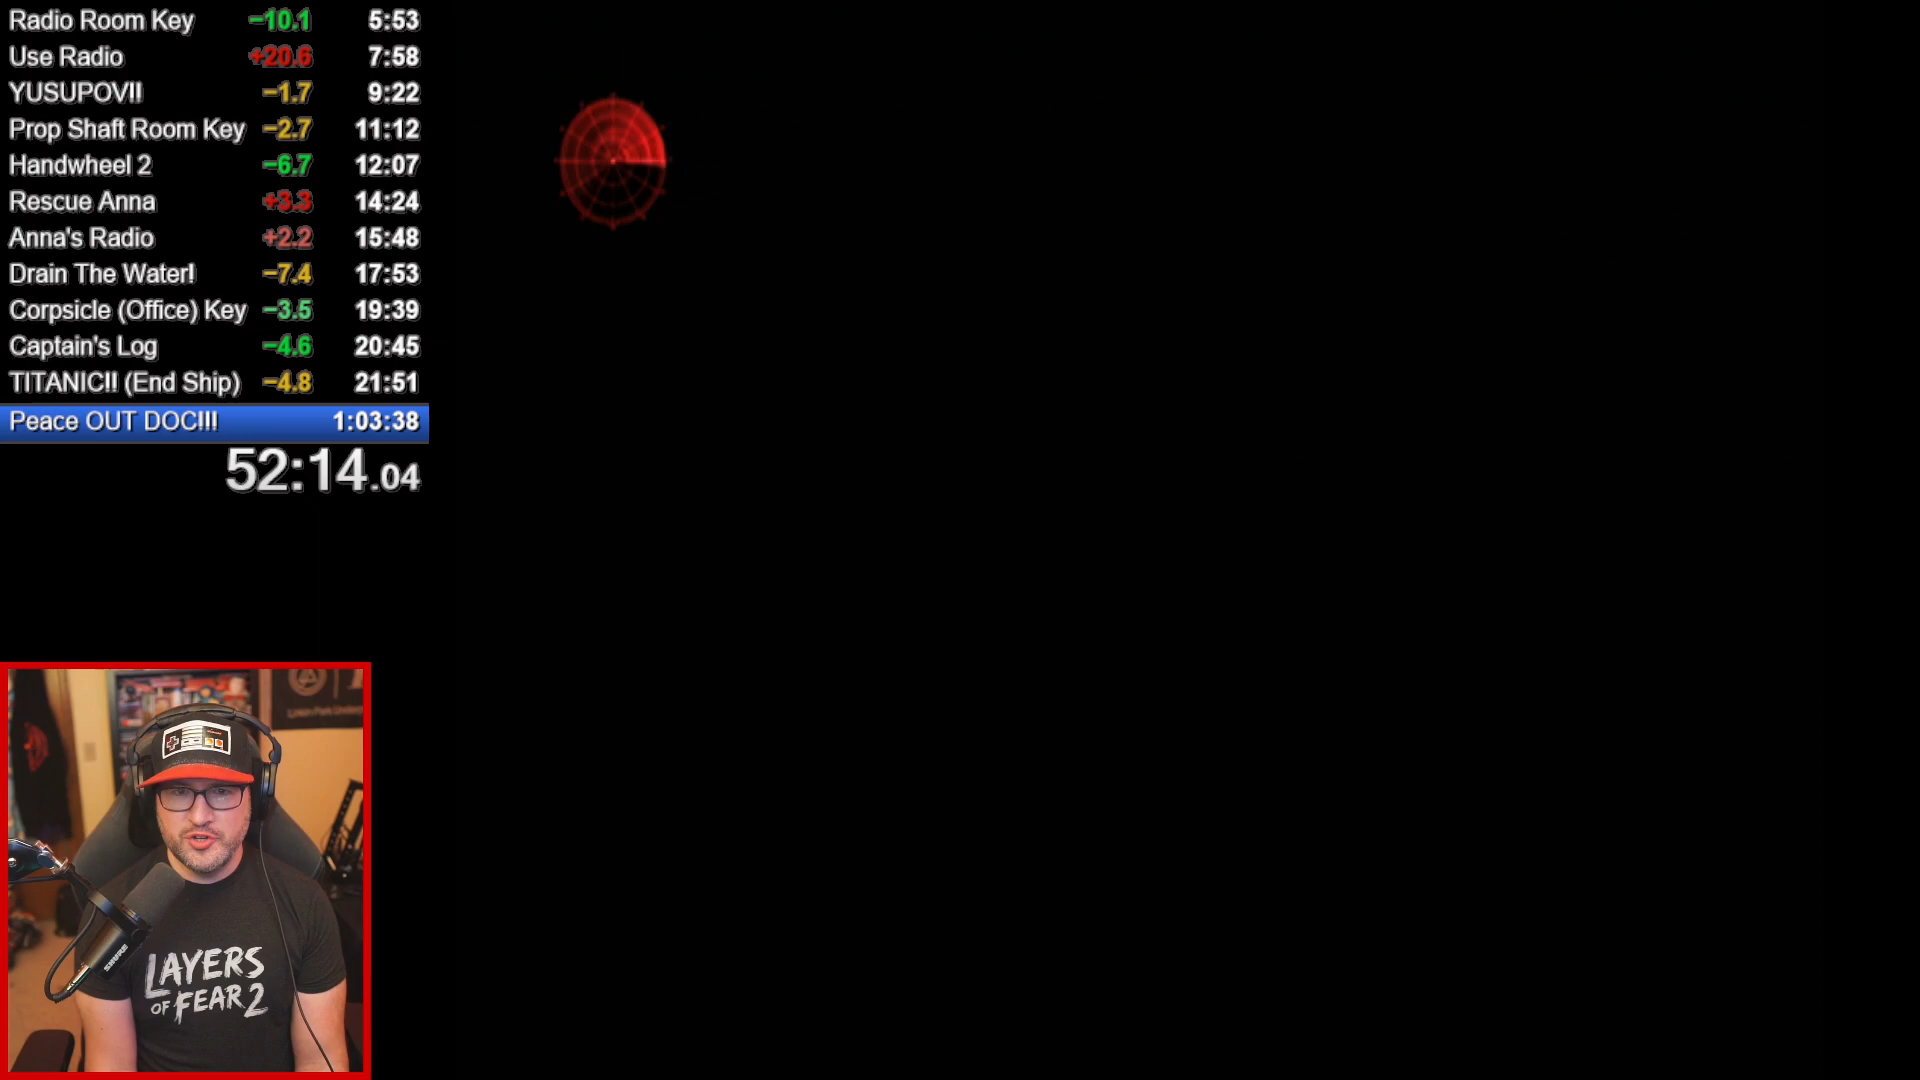 Radio Room Key −10.1 5:53
Use Radio +20.6 7:58
YUSUPOV!! −1.7 9:22
Prop Shaft Room Key −2.7 11:12
Handwheel 2 −6.7 12:07
Rescue Anna +3.3 14:24
Anna's Radio +2.2 15:48
Drain The Water! −7.4 17:53
Corpsicle (Office) Key −3.5 19:39
Captain's Log −4.6 20:45
TITANIC!! (End Ship) −4.8 21:51
Peace OUT DOC!!! 1:03:38
52:14.04
Linkin Park
SHURE
LAYERS
OF FEAR 2